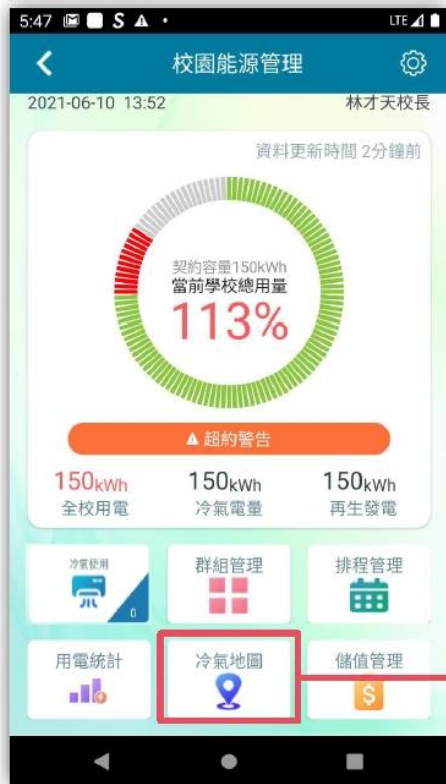 5:47 S LTE
校園能源管理
2021-06-10 13:52 林才天校長
資料更新時間 2分鐘前
契約容量150kWh
當前學校總用量
113%
超約警告
150kWh 150kWh 150kWh
全校用電 冷氣電量 再生發電
冷氣使用 群組管理 排程管理
0
用電統計 冷氣地圖 儲值管理
$